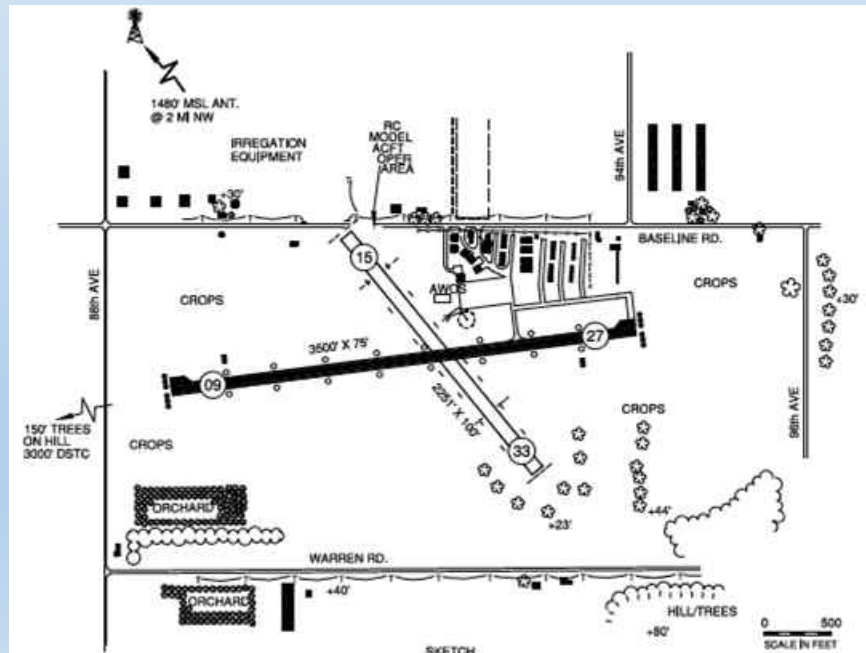 1480' MSL ANT.
@ 2 MI NW
IRREGATION
EQUIPMENT
RC
MODEL
ACFT
OPER
AREA
94th AVE
+30'
BASELINE RD.
15
88th AVE
CROPS
AWOS
CROPS
+30'
3500' X 75'
27
09
2251' X 100'
CROPS
98th AVE
150' TREES
ON HILL
3000' DSTC
CROPS
33
ORCHARD
+44'
+23'
WARREN RD.
ORCHARD
+40'
HILL/TREES
+80'
0 500
SCALE IN FEET
SKETCH